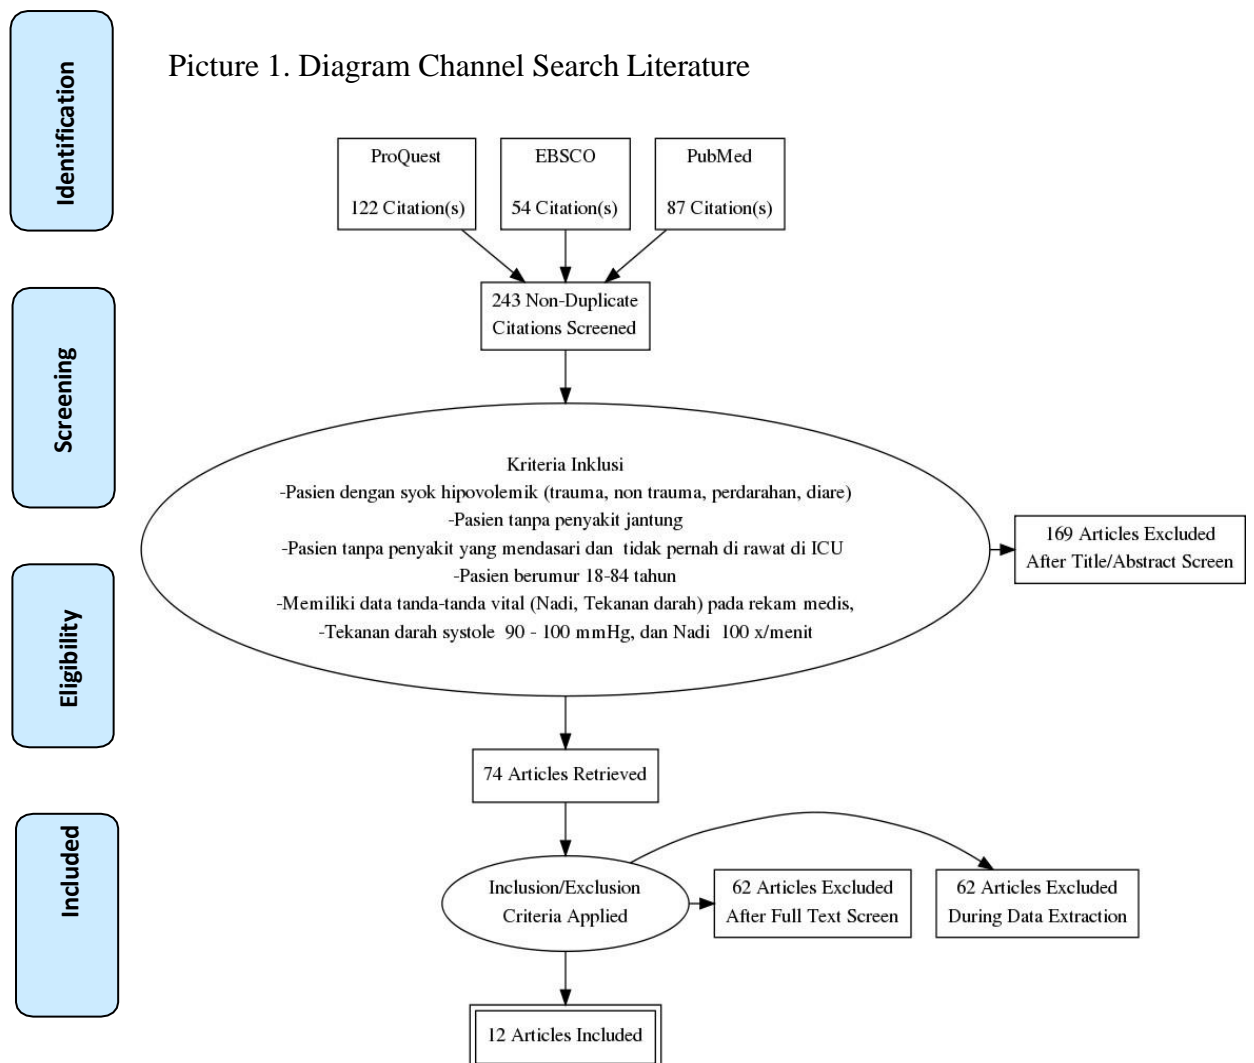 Picture 1. Diagram Channel Search Literature
Identification
ProQuest
122 Citation(s)
EBSCO
54 Citation(s)
PubMed
87 Citation(s)
243 Non-Duplicate
Citations Screened
Screening
Kriteria Inklusi
-Pasien dengan syok hipovolemik (trauma, non trauma, perdarahan, diare)
-Pasien tanpa penyakit jantung
-Pasien tanpa penyakit yang mendasari dan tidak pernah di rawat di ICU
-Pasien berumur 18-84 tahun
-Memiliki data tanda-tanda vital (Nadi, Tekanan darah) pada rekam medis,
-Tekanan darah systole 90 - 100 mmHg, dan Nadi 100 x/menit
169 Articles Excluded
After Title/Abstract Screen
Eligibility
74 Articles Retrieved
Included
Inclusion/Exclusion
Criteria Applied
62 Articles Excluded
After Full Text Screen
62 Articles Excluded
During Data Extraction
12 Articles Included